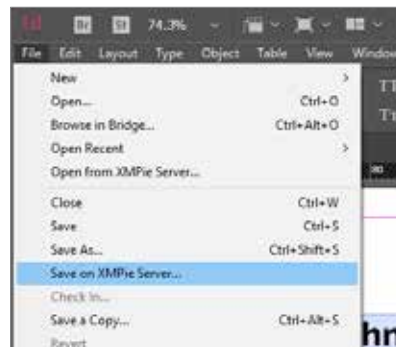 Id Br St 74.3%
File Edit Layout Type Object Table View Window
New
Open... Ctrl+O
Browse in Bridge... Ctrl+Alt+O
Open Recent
Open from XMPie Server...
Close Ctrl+W
Save Ctrl+S
Save As... Ctrl+Shift+S
Save on XMPie Server...
Check In...
Save a Copy... Ctrl+Alt+S
Revert